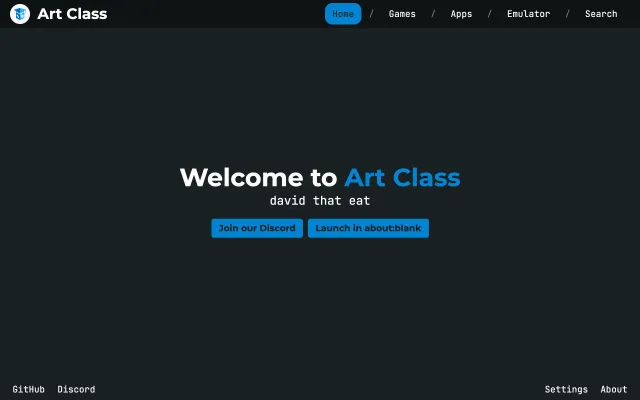 Art Class
Home / Games / Apps / Emulator / Search
Welcome to Art Class
david that eat
Join our Discord Launch in about:blank
GitHub Discord Settings About